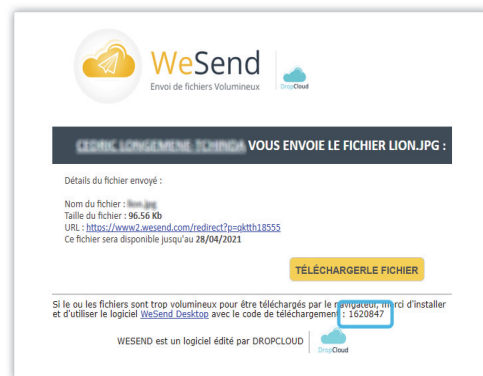 WeSend
Envoi de fichiers Volumineux
DropCloud
VOUS ENVOIE LE FICHIER LION.JPG :
Détails du fichier envoyé :
Nom du fichier :
Taille du fichier : 96.56 Kb
URL : https://www2.wesend.com/redirect?p=qktth18555
Ce fichier sera disponible jusqu'au 28/04/2021
TÉLÉCHARGERLE FICHIER
Si le ou les fichiers sont trop volumineux pour être téléchargés par le navigateur, merci d'installer
et d'utiliser le logiciel WeSend Desktop avec le code de téléchargement : 1620847
WESEND est un logiciel édité par DROPCLOUD
DropCloud